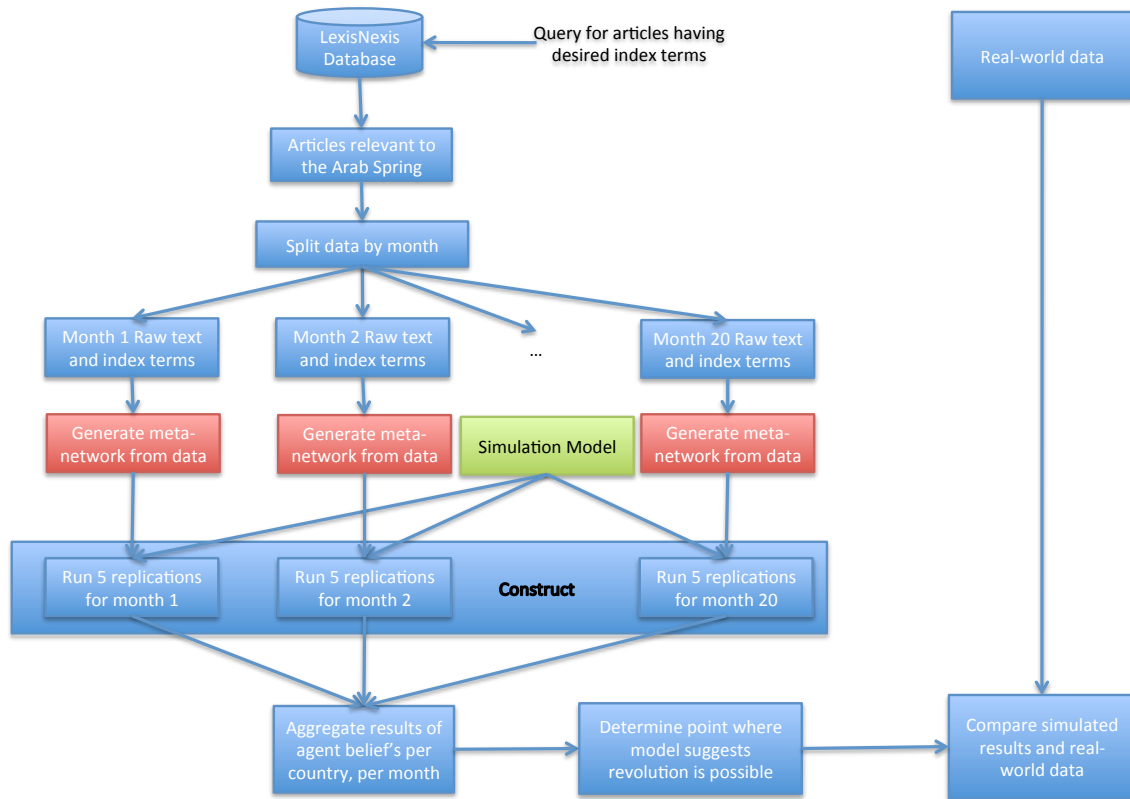 LexisNexis
Database
Query for articles having
desired index terms
Real-world data
Articles relevant to
the Arab Spring
Split data by month
Month 1 Raw text
and index terms
Month 2 Raw text
and index terms
...
Month 20 Raw text
and index terms
Generate meta-
network from data
Generate meta-
network from data
Simulation Model
Generate meta-
network from data
Run 5 replications
for month 1
Run 5 replications
for month 2
Construct
Run 5 replications
for month 20
Aggregate results of
agent belief's per
country, per month
Determine point where
model suggests
revolution is possible
Compare simulated
results and real-
world data